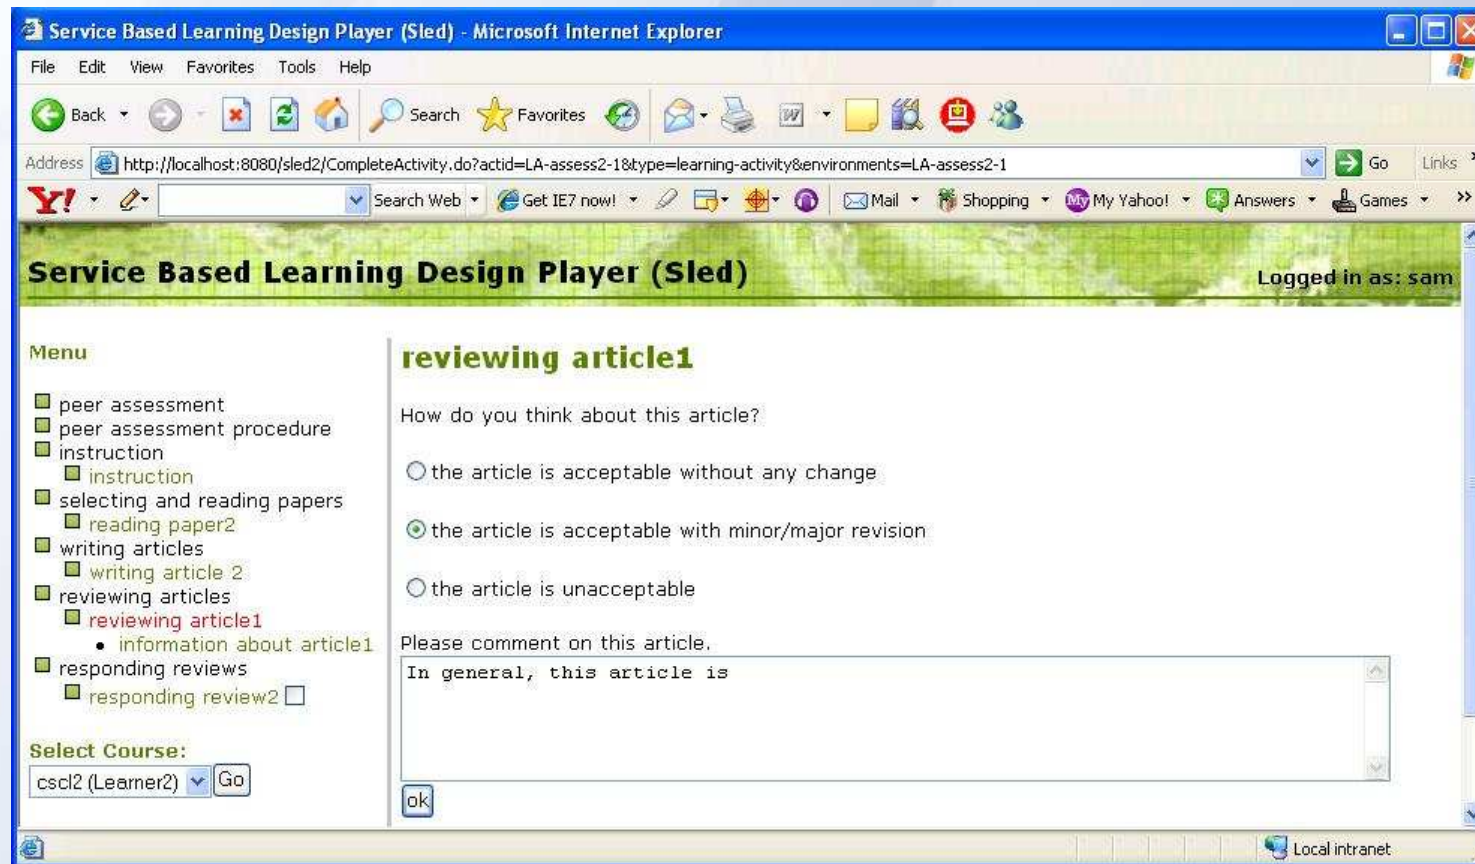 Service Based Learning Design Player (Sled) - Microsoft Internet Explorer
File Edit View Favorites Tools Help
Back Search Favorites
Address http://localhost:8080/sled2/CompleteActivity.do?actid=LA-assess2-1&type=learning-activity&environments=LA-assess2-1 Go Links
Y! Search Web Get IE7 now! Mail Shopping My My Yahoo! Answers Games
Service Based Learning Design Player (Sled)
Logged in as: sam
Menu
peer assessment
peer assessment procedure
instruction
instruction
selecting and reading papers
reading paper2
writing articles
writing article 2
reviewing articles
reviewing article1
information about article1
responding reviews
responding review2
Select Course:
cscl2 (Learner2) Go
reviewing article1
How do you think about this article?
the article is acceptable without any change
the article is acceptable with minor/major revision
the article is unacceptable
Please comment on this article.
In general, this article is
ok
Local intranet